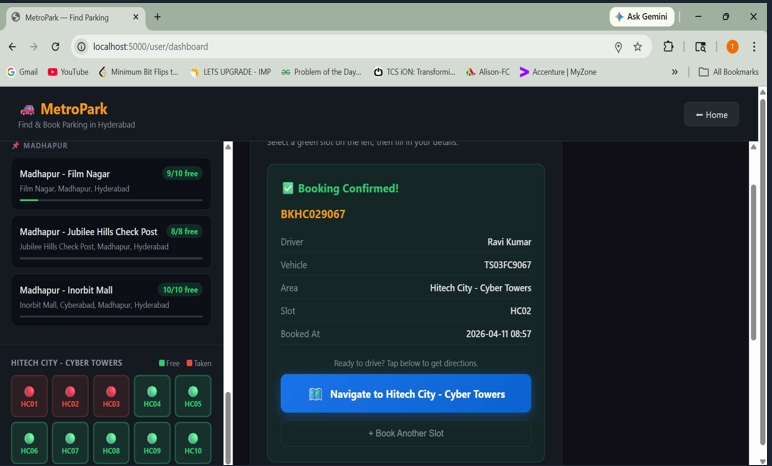 MetroPark — Find Parking
Ask Gemini
localhost:5000/user/dashboard
T
Gmail
YouTube
Minimum Bit Flips t...
LETS UPGRADE - IMP
Problem of the Day...
TCS iON: Transformi...
Alison-FC
Accenture | MyZone
»
All Bookmarks
MetroPark
Find & Book Parking in Hyderabad
← Home
MADHAPUR
Madhapur - Film Nagar
9/10 free
Film Nagar, Madhapur, Hyderabad
Madhapur - Jubilee Hills Check Post
8/8 free
Jubilee Hills Check Post, Madhapur, Hyderabad
Madhapur - Inorbit Mall
10/10 free
Inorbit Mall, Cyberabad, Madhapur, Hyderabad
HITECH CITY - CYBER TOWERS
Free
Taken
HC01 HC02 HC03 HC04 HC05
HC06 HC07 HC08 HC09 HC10
Select a green slot on the left, then fill in your details.
Booking Confirmed!
BKHC029067
Driver Ravi Kumar
Vehicle TS03FC9067
Area Hitech City - Cyber Towers
Slot HC02
Booked At 2026-04-11 08:57
Ready to drive? Tap below to get directions.
Navigate to Hitech City - Cyber Towers
+ Book Another Slot